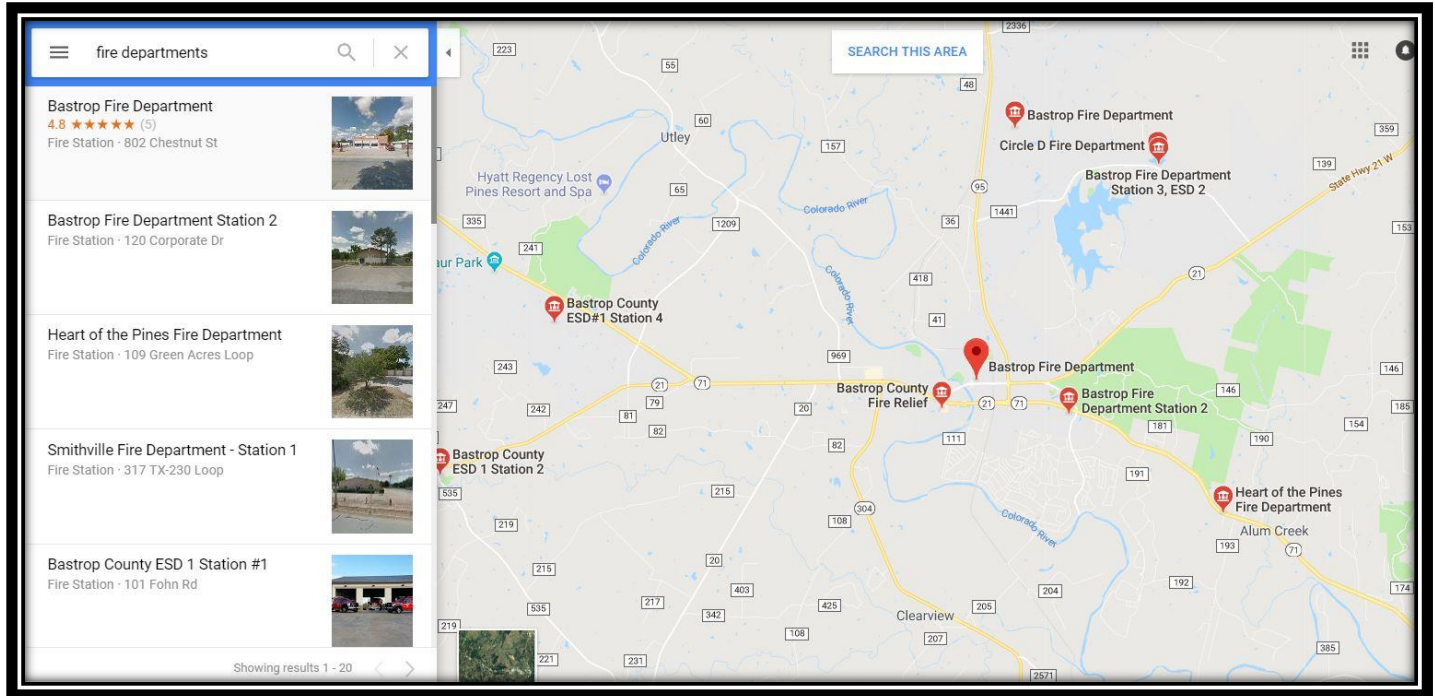 fire departments
Bastrop Fire Department
4.8 ★★★★★ (5)
Fire Station · 802 Chestnut St
Bastrop Fire Department Station 2
Fire Station · 120 Corporate Dr
Heart of the Pines Fire Department
Fire Station · 109 Green Acres Loop
Smithville Fire Department - Station 1
Fire Station · 317 TX-230 Loop
Bastrop County ESD 1 Station #1
Fire Station · 101 Fohn Rd
Showing results 1 - 20
SEARCH THIS AREA
2336
223
55
48
Bastrop Fire Department
60
Utley
157
359
Circle D Fire Department
139
State Hwy 21 W
Hyatt Regency Lost
Pines Resort and Spa
65
95
Bastrop Fire Department
Station 3, ESD 2
Colorado River
335
1209
36
1441
153
Colorado River
241
aur Park
21
418
Colorado River
Bastrop County
ESD#1 Station 4
41
969
243
Bastrop Fire Department
146
21
71
Bastrop County
Fire Relief
146
247
242
79
81
20
21
71
Bastrop Fire
Department Station 2
185
82
82
111
181
190
154
Bastrop County
ESD 1 Station 2
191
535
215
304
108
Heart of the Pines
Fire Department
219
Colorado River
Alum Creek
193
71
20
215
403
204
192
174
535
217
342
425
Clearview
205
219
108
207
221
231
385
2571